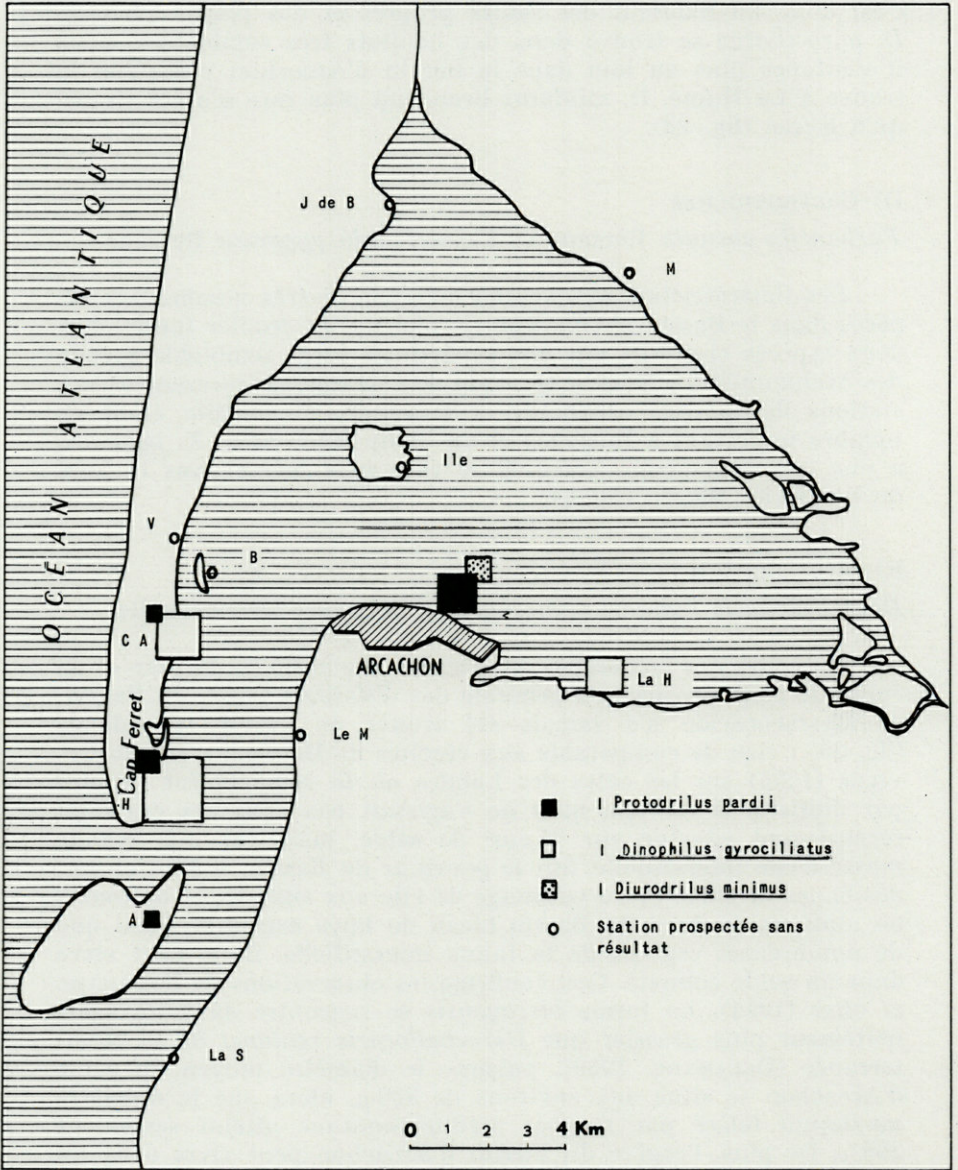 OCÉAN ATLANTIQUE
J de B
M
Ile
V
B
C A
ARCACHON
La H
Cap Ferret
H
Le M
A
La S
I Protodrilus pardii
Dinophilus gyrociliatus
I Diurodrilus minimus
Station prospectée sans
résultat
0 1 2 3 4 Km